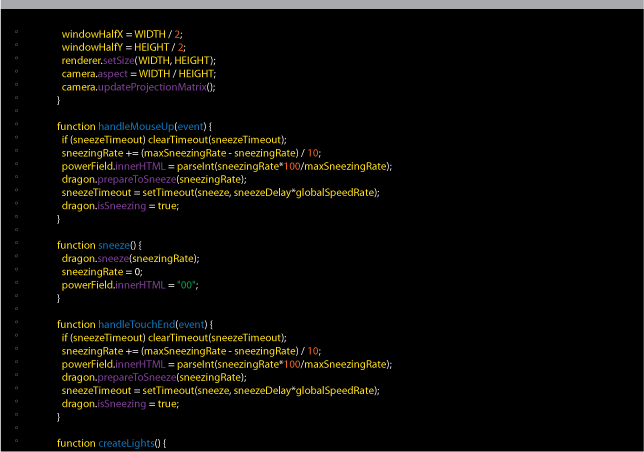 windowHalfX = WIDTH / 2;
windowHalfY = HEIGHT / 2;
renderer.setSize(WIDTH, HEIGHT);
camera.aspect = WIDTH / HEIGHT;
camera.updateProjectionMatrix();
}
function handleMouseUp(event) {
if (sneezeTimeout) clearTimeout(sneezeTimeout);
sneezingRate += (maxSneezingRate - sneezingRate) / 10;
powerField.innerHTML = parseInt(sneezingRate*100/maxSneezingRate);
dragon.prepareToSneeze(sneezingRate);
sneezeTimeout = setTimeout(sneeze, sneezeDelay*globalSpeedRate);
dragon.isSneezing = true;
}
function sneeze() {
dragon.sneeze(sneezingRate);
sneezingRate = 0;
powerField.innerHTML = "00";
}
function handleTouchEnd(event) {
if (sneezeTimeout) clearTimeout(sneezeTimeout);
sneezingRate += (maxSneezingRate - sneezingRate) / 10;
powerField.innerHTML = parseInt(sneezingRate*100/maxSneezingRate);
dragon.prepareToSneeze(sneezingRate);
sneezeTimeout = setTimeout(sneeze, sneezeDelay*globalSpeedRate);
dragon.isSneezing = true;
}
function createLights() {